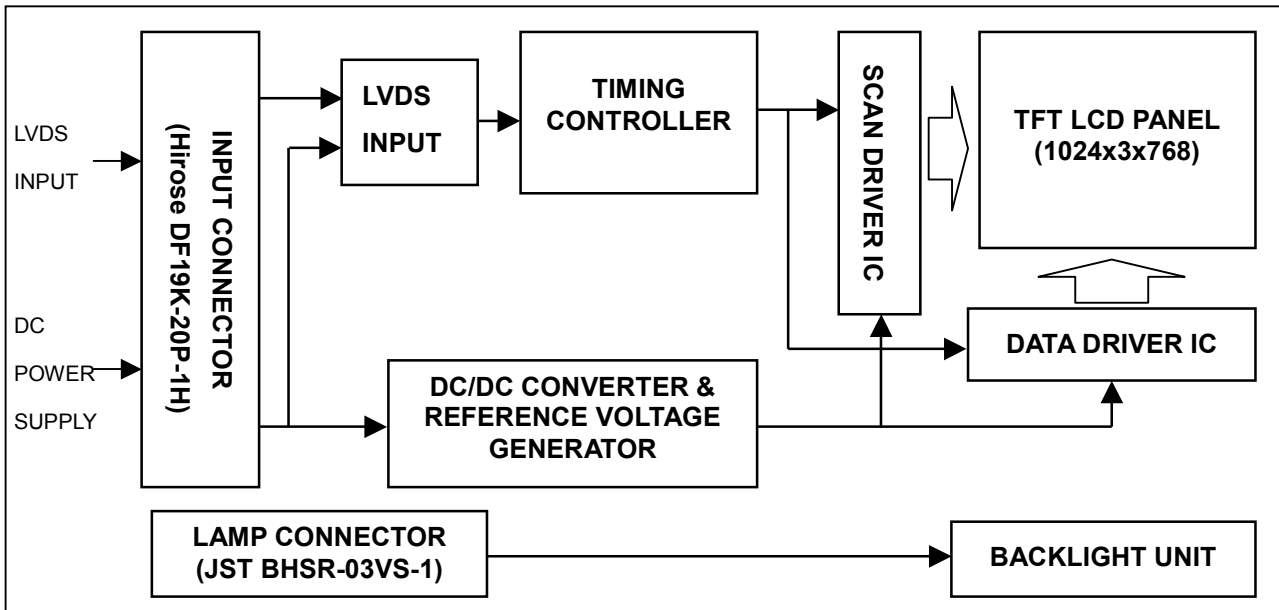 LVDS
INPUT
DC
POWER
SUPPLY
INPUT CONNECTOR
(Hirose DF19K-20P-1H)
LVDS
INPUT
TIMING
CONTROLLER
SCAN DRIVER IC
TFT LCD PANEL
(1024x3x768)
DATA DRIVER IC
DC/DC CONVERTER &
REFERENCE VOLTAGE
GENERATOR
LAMP CONNECTOR
(JST BHSR-03VS-1)
BACKLIGHT UNIT